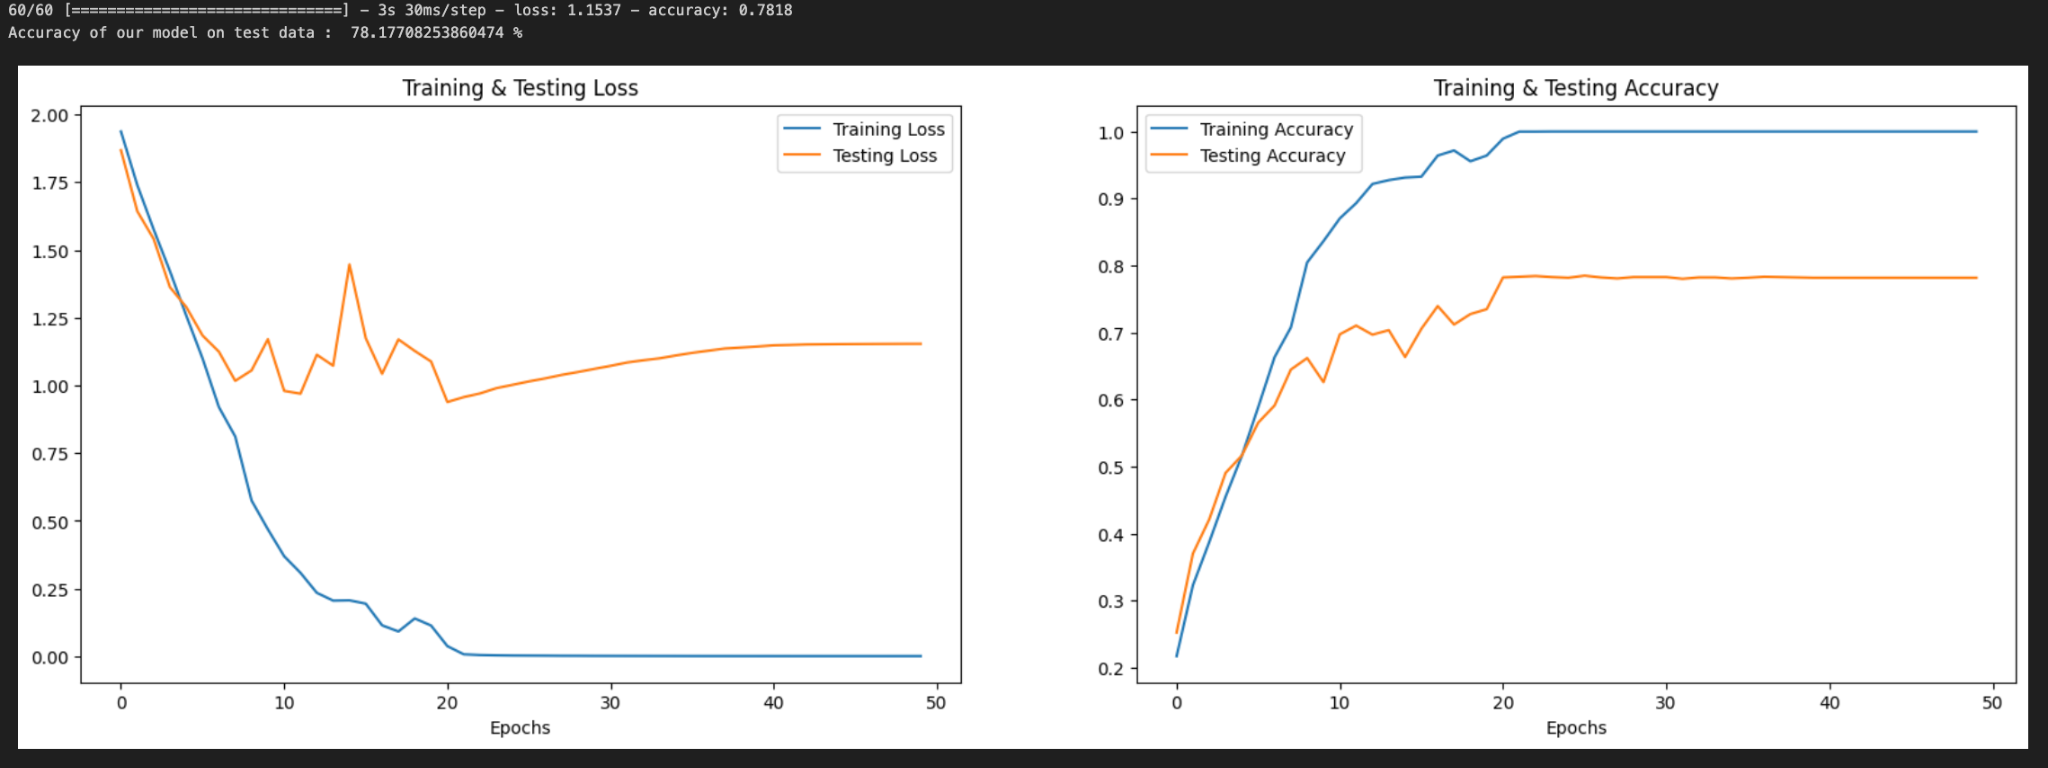 60/60 [==============================] - 3s 30ms/step - loss: 1.1537 - accuracy: 0.7818
Accuracy of our model on test data :  78.17708253860474 %
Training & Testing Loss
2.00
1.75
1.50
1.25
1.00
0.75
0.50
0.25
0.00
Training Loss
Testing Loss
0 10 20 30 40 50
Epochs
Training & Testing Accuracy
1.0
0.9
0.8
0.7
0.6
0.5
0.4
0.3
0.2
Training Accuracy
Testing Accuracy
0 10 20 30 40 50
Epochs